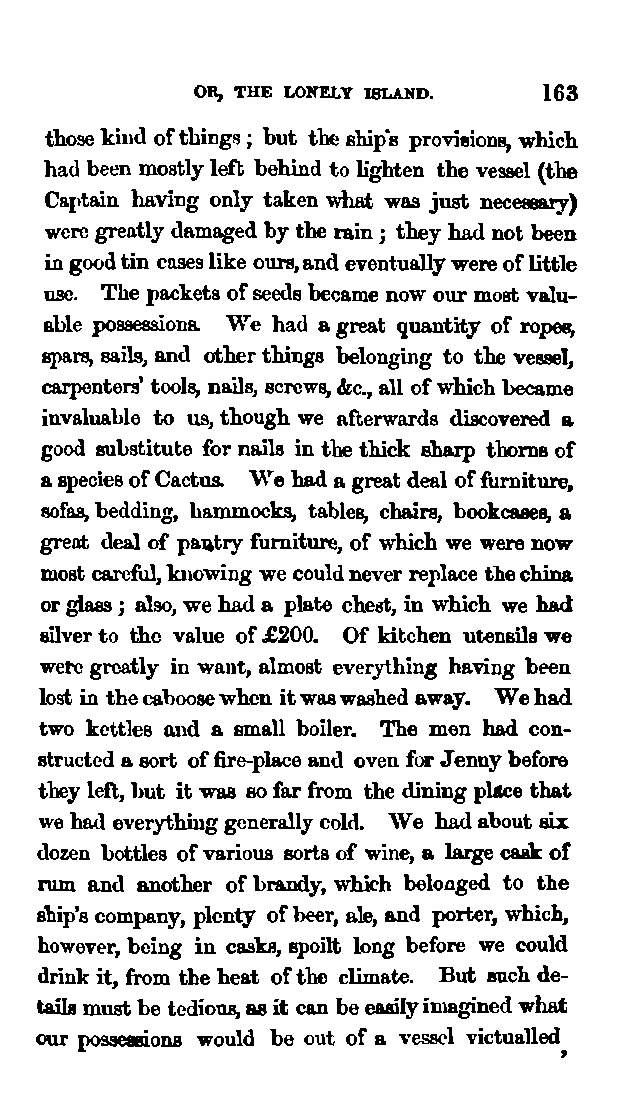 OR, THE LONELY ISLAND. 163
those kind of things; but the ship's provisions, which
had been mostly left behind to lighten the vessel (the
Captain having only taken what was just necessary)
were greatly damaged by the rain; they had not been
in good tin cases like ours, and eventually were of little
use. The packets of seeds became now our most valu-
able possessions. We had a great quantity of ropes,
spars, sails, and other things belonging to the vessel,
carpenters' tools, nails, screws, &c., all of which became
invaluable to us, though we afterwards discovered a
good substitute for nails in the thick sharp thorns of
a species of Cactus. We had a great deal of furniture,
sofas, bedding, hammocks, tables, chairs, bookcases, a
great deal of pantry furniture, of which we were now
most careful, knowing we could never replace the china
or glass; also, we had a plate chest, in which we had
silver to the value of £200. Of kitchen utensils we
were greatly in want, almost everything having been
lost in the caboose when it was washed away. We had
two kettles and a small boiler. The men had con-
structed a sort of fire-place and oven for Jenny before
they left, but it was so far from the dining place that
we had everything generally cold. We had about six
dozen bottles of various sorts of wine, a large cask of
rum and another of brandy, which belonged to the
ship's company, plenty of beer, ale, and porter, which,
however, being in casks, spoilt long before we could
drink it, from the heat of the climate. But such de-
tails must be tedious, as it can be easily imagined what
our possessions would be out of a vessel victualled,